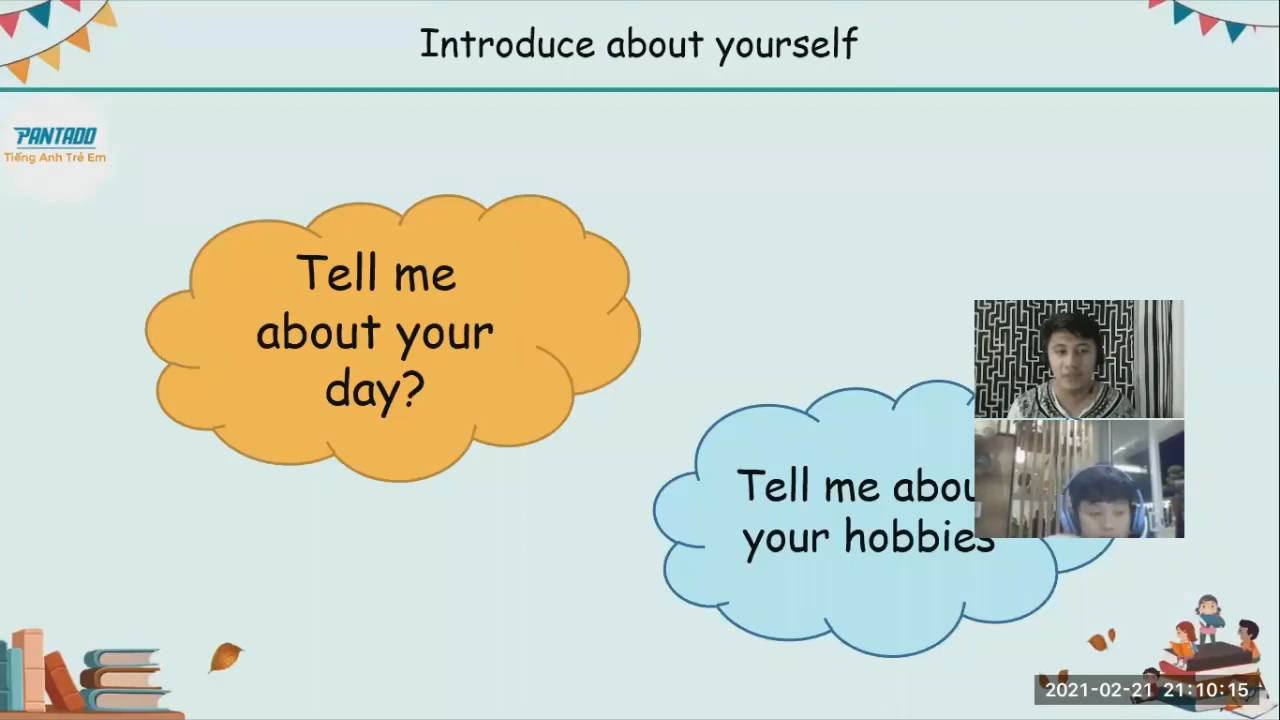 Introduce about yourself
PANTADO
Tiếng Anh Trẻ Em
Tell me
about your
day?
Tell me abou
your hobbies
2021-02-21 21:10:15